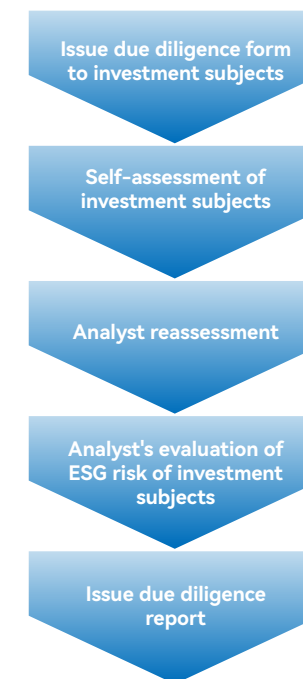 Issue due diligence form
to investment subjects
Self-assessment of
investment subjects
Analyst reassessment
Analyst's evaluation of
ESG risk of investment
subjects
Issue due diligence
report